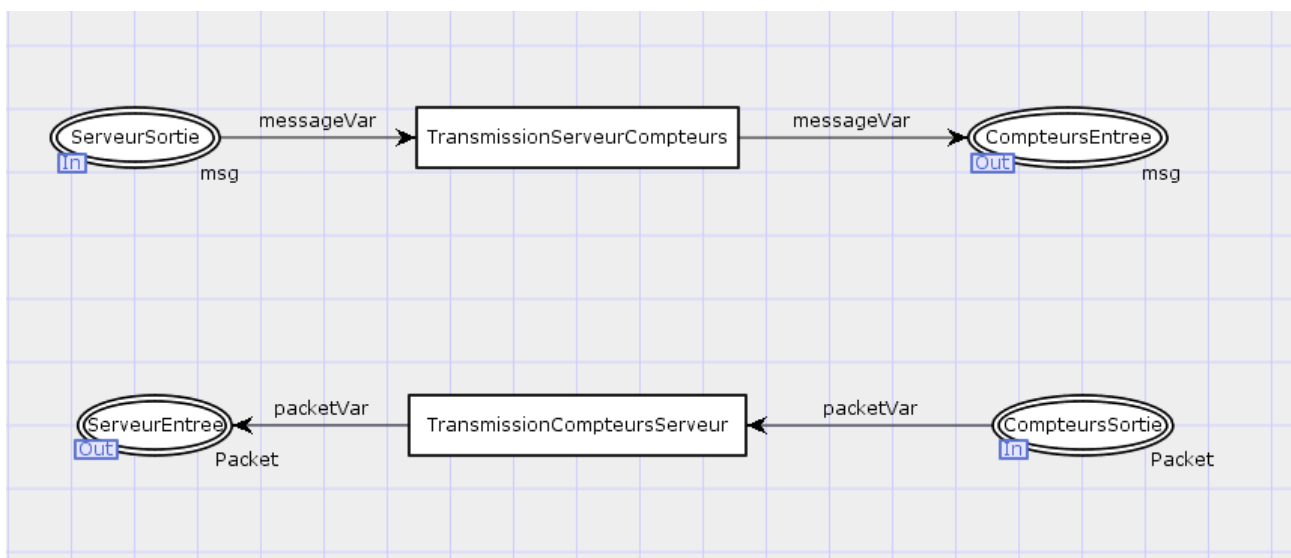 messageVar messageVar
ServeurSortie TransmissionServeurCompteurs CompteursEntree
In Out
msg msg
packetVar packetVar
ServeurEntree TransmissionCompteursServeur CompteursSortie
Out In
Packet Packet